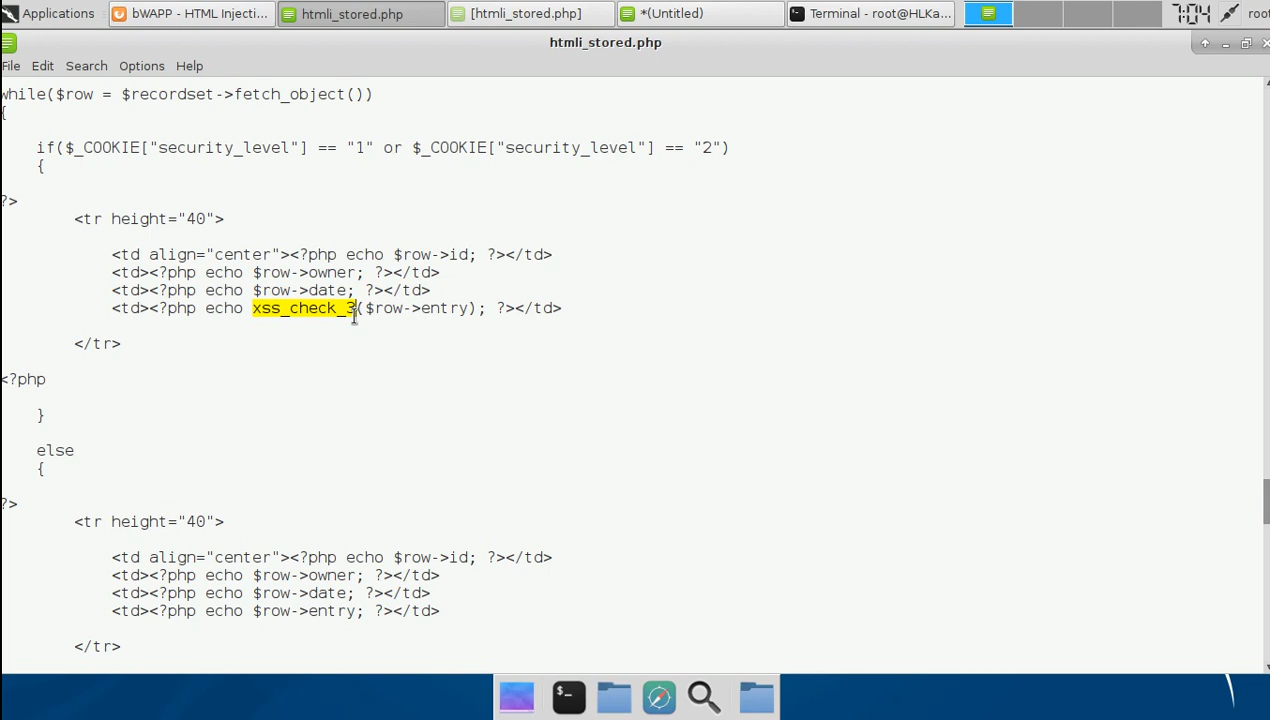 Applications bWAPP - HTML Injecti... htmli_stored.php [htmli_stored.php] *(Untitled) Terminal - root@HLKa... 7:04 root
htmli_stored.php
File Edit Search Options Help
while($row = $recordset->fetch_object())
{
if($_COOKIE["security_level"] == "1" or $_COOKIE["security_level"] == "2")
{
?>
<tr height="40">
<td align="center"><?php echo $row->id; ?></td>
<td><?php echo $row->owner; ?></td>
<td><?php echo $row->date; ?></td>
<td><?php echo xss_check_3($row->entry); ?></td>
</tr>
<?php
}
else
{
?>
<tr height="40">
<td align="center"><?php echo $row->id; ?></td>
<td><?php echo $row->owner; ?></td>
<td><?php echo $row->date; ?></td>
<td><?php echo $row->entry; ?></td>
</tr>
$_